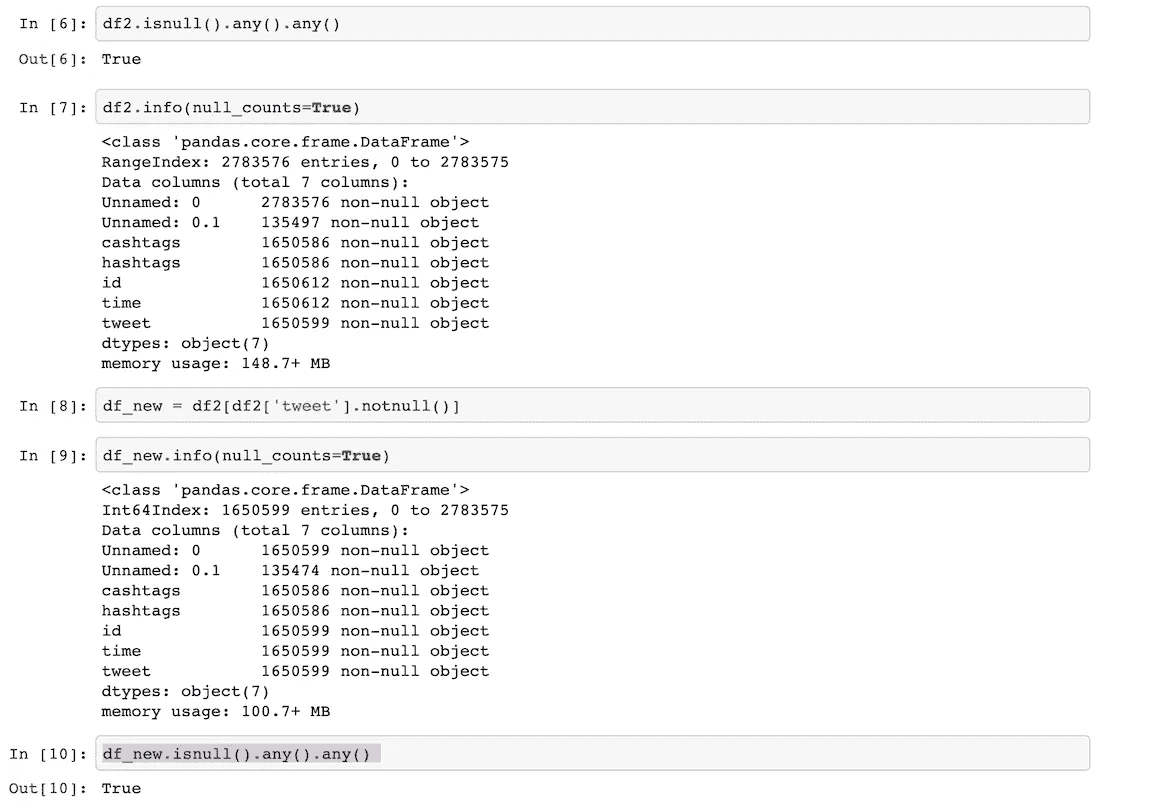 In [6]: df2.isnull().any().any()
Out[6]: True
In [7]: df2.info(null_counts=True)
<class 'pandas.core.frame.DataFrame'>
RangeIndex: 2783576 entries, 0 to 2783575
Data columns (total 7 columns):
Unnamed: 0      2783576 non-null object
Unnamed: 0.1    135497 non-null object
cashtags        1650586 non-null object
hashtags        1650586 non-null object
id              1650612 non-null object
time            1650612 non-null object
tweet           1650599 non-null object
dtypes: object(7)
memory usage: 148.7+ MB
In [8]: df_new = df2[df2['tweet'].notnull()]
In [9]: df_new.info(null_counts=True)
<class 'pandas.core.frame.DataFrame'>
Int64Index: 1650599 entries, 0 to 2783575
Data columns (total 7 columns):
Unnamed: 0      1650599 non-null object
Unnamed: 0.1    135474 non-null object
cashtags        1650586 non-null object
hashtags        1650586 non-null object
id              1650599 non-null object
time            1650599 non-null object
tweet           1650599 non-null object
dtypes: object(7)
memory usage: 100.7+ MB
In [10]: df_new.isnull().any().any()
Out[10]: True